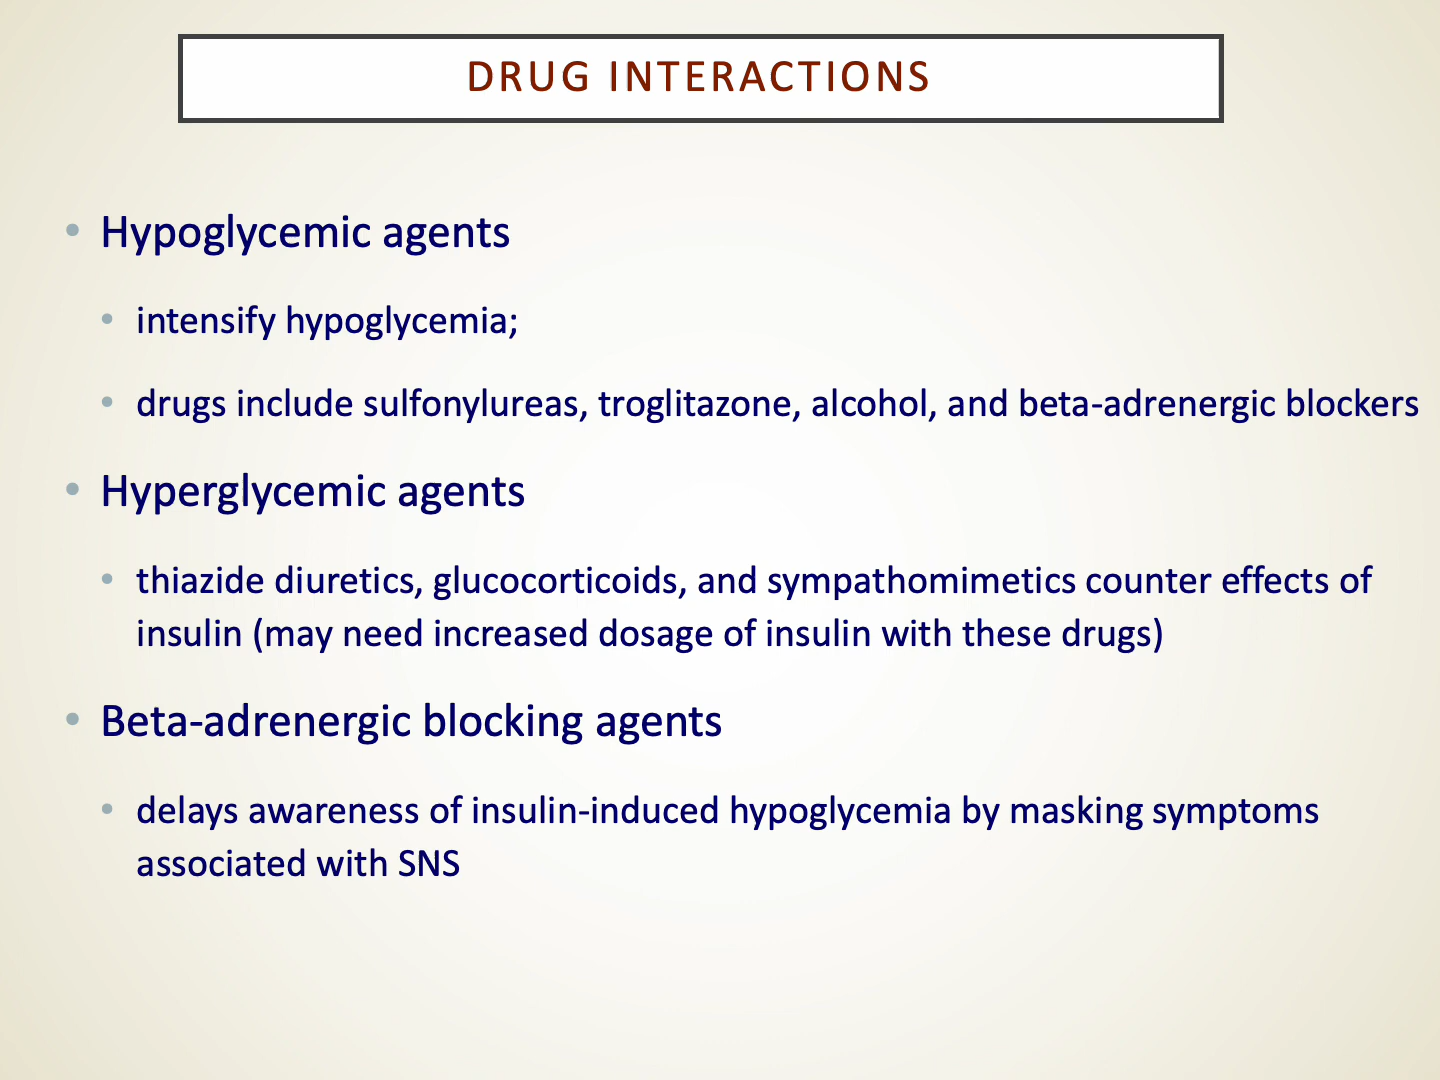 DRUG INTERACTIONS
• Hypoglycemic agents
• intensify hypoglycemia;
• drugs include sulfonylureas, troglitazone, alcohol, and beta-adrenergic blockers
• Hyperglycemic agents
• thiazide diuretics, glucocorticoids, and sympathomimetics counter effects of
insulin (may need increased dosage of insulin with these drugs)
• Beta-adrenergic blocking agents
• delays awareness of insulin-induced hypoglycemia by masking symptoms
associated with SNS